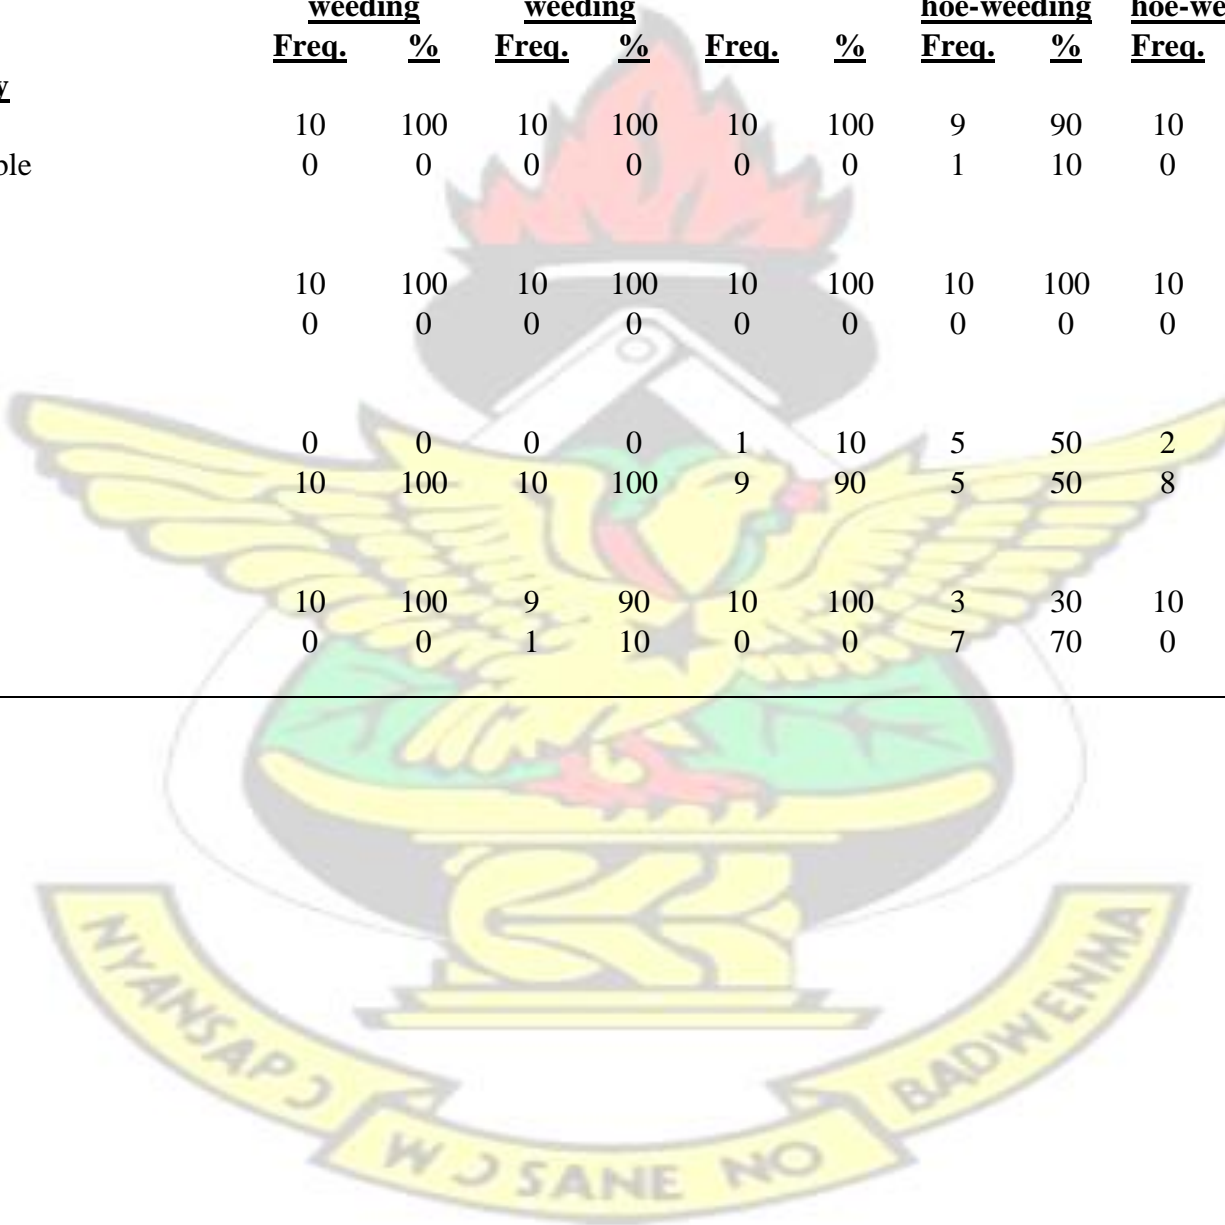 weeding weeding hoe-weeding hoe-we
Freq. % Freq. % Freq. % Freq. % Freq.
y
10 100 10 100 10 100 9 90 10
ble 0 0 0 0 0 0 1 10 0
10 100 10 100 10 100 10 100 10
0 0 0 0 0 0 0 0 0
0 0 0 0 1 10 5 50 2
10 100 10 100 9 90 5 50 8
10 100 9 90 10 100 3 30 10
0 0 1 10 0 0 7 70 0
NYANSAPƆ
WƆSANE NO
BADWENMA